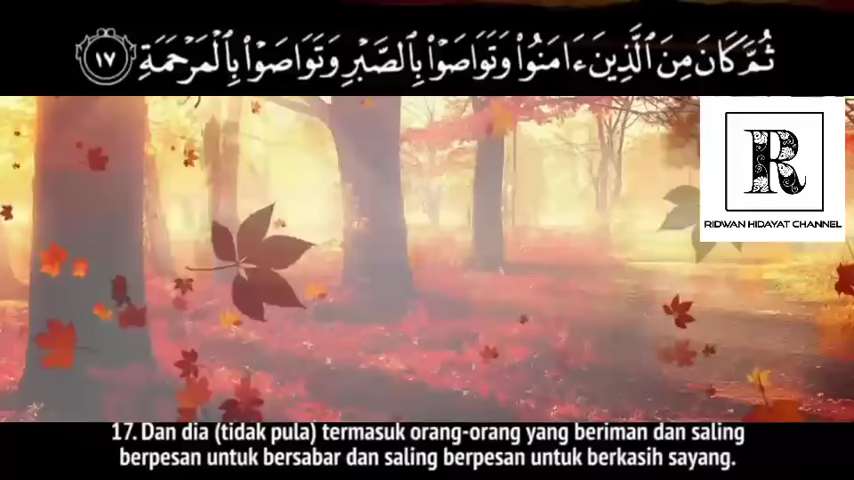 ثُمَّ كَانَ مِنَ ٱلَّذِينَ ءَامَنُوا۟ وَتَوَاصَوْا۟ بِٱلصَّبْرِ وَتَوَاصَوْا۟ بِٱلْمَرْحَمَةِ ١٧
R
RIDWAN HIDAYAT CHANNEL
17. Dan dia (tidak pula) termasuk orang-orang yang beriman dan saling
berpesan untuk bersabar dan saling berpesan untuk berkasih sayang.